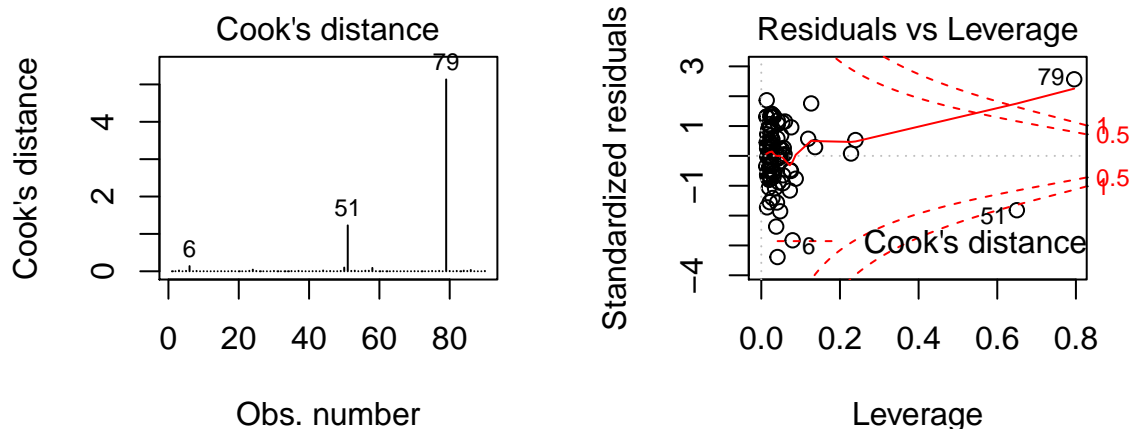 Cook's distance
Cook's distance
0 2 4
6
51
79
0 20 40 60 80
Obs. number
Residuals vs Leverage
Standardized residuals
−4 −1 1 3
79
51
6
Cook's distance
1
0.5
0.5
1
0.0 0.2 0.4 0.6 0.8
Leverage